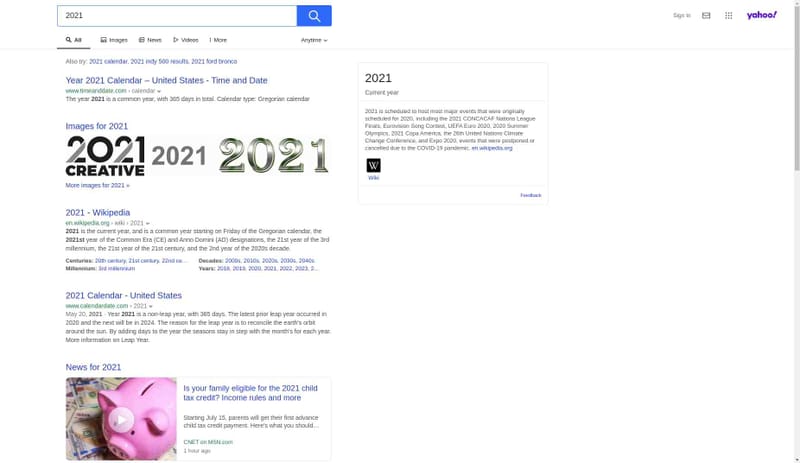 2021
Sign In
yahoo!
All
Images
News
Videos
More
Anytime
Also try: 2021 calendar, 2021 indy 500 results, 2021 ford bronco
Year 2021 Calendar – United States - Time and Date
www.timeanddate.com › calendar
The year 2021 is a common year, with 365 days in total. Calendar type: Gregorian calendar
Images for 2021
2021
CREATIVE
2021
2021
More images for 2021 »
2021 - Wikipedia
en.wikipedia.org › wiki › 2021
2021 is the current year, and is a common year starting on Friday of the Gregorian calendar, the
2021st year of the Common Era (CE) and Anno Domini (AD) designations, the 21st year of the 3rd
millennium, the 21st year of the 21st century, and the 2nd year of the 2020s decade.
Centuries: 20th century, 21st century, 22nd ce...
Decades: 2000s, 2010s, 2020s, 2030s, 2040s
Millennium: 3rd millennium
Years: 2018, 2019, 2020, 2021, 2022, 2023, 2...
2021 Calendar - United States
www.calendardate.com › 2021
May 20, 2021 · Year 2021 is a non-leap year, with 365 days. The latest prior leap year occurred in
2020 and the next will be in 2024. The reason for the leap year is to reconcile the earth's orbit
around the sun. By adding days to the year the seasons stay in step with the month's for each year.
More information on Leap Year.
News for 2021
Is your family eligible for the 2021 child
tax credit? Income rules and more
Starting July 15, parents will get their first advance
child tax credit payment. Here's what you should...
CNET on MSN.com
1 hour ago
2021
Current year
2021 is scheduled to host most major events that were originally
scheduled for 2020, including the 2021 CONCACAF Nations League
Finals, Eurovision Song Contest, UEFA Euro 2020, 2020 Summer
Olympics, 2021 Copa America, the 26th United Nations Climate
Change Conference, and Expo 2020, events that were postponed or
cancelled due to the COVID-19 pandemic. en.wikipedia.org
W
Wiki
Feedback